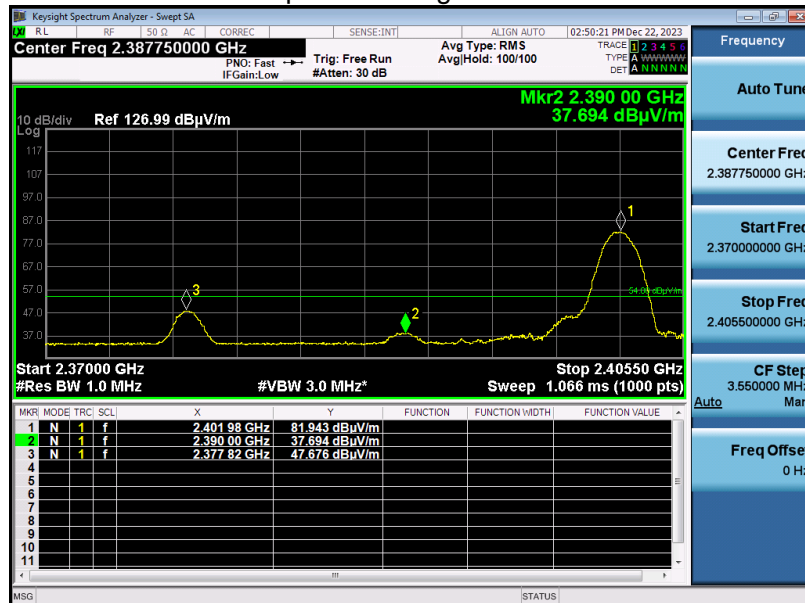 Keysight Spectrum Analyzer - Swept SA
LXI RL RF 50 Ω AC CORREC SENSE:INT ALIGN AUTO 02:50:21 PM Dec 22, 2023
Center Freq 2.387750000 GHz
PNO: Fast
IFGain:Low
Trig: Free Run
#Atten: 30 dB
Avg Type: RMS
Avg|Hold: 100/100
TRACE 1 2 3 4 5 6
TYPE A WWWWW
DET A N N N N N
Frequency
Mkr2 2.390 00 GHz
37.694 dBµV/m
10 dB/div Ref 126.99 dBµV/m
Log
117
107
97.0
87.0
77.0
67.0
57.0
47.0
37.0
1
2
3
Start 2.37000 GHz Stop 2.40550 GHz
#Res BW 1.0 MHz #VBW 3.0 MHz* Sweep 1.066 ms (1000 pts)
MKR MODE TRC SCL X Y FUNCTION FUNCTION WIDTH FUNCTION VALUE
1 N 1 f 2.401 98 GHz 81.943 dBµV/m
2 N 1 f 2.390 00 GHz 37.694 dBµV/m
3 N 1 f 2.377 82 GHz 47.676 dBµV/m
4
5
6
7
8
9
10
11
MSG STATUS
Auto Tune
Center Freq
2.387750000 GHz
Start Freq
2.370000000 GHz
Stop Freq
2.405500000 GHz
CF Step
3.550000 MHz
Auto Man
Freq Offset
0 Hz